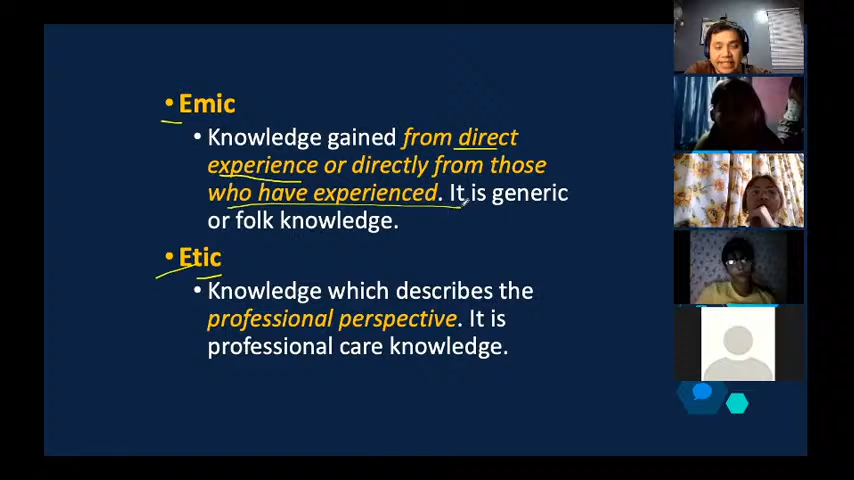 • Emic
• Knowledge gained from direct
experience or directly from those
who have experienced. It is generic
or folk knowledge.
• Etic
• Knowledge which describes the
professional perspective. It is
professional care knowledge.